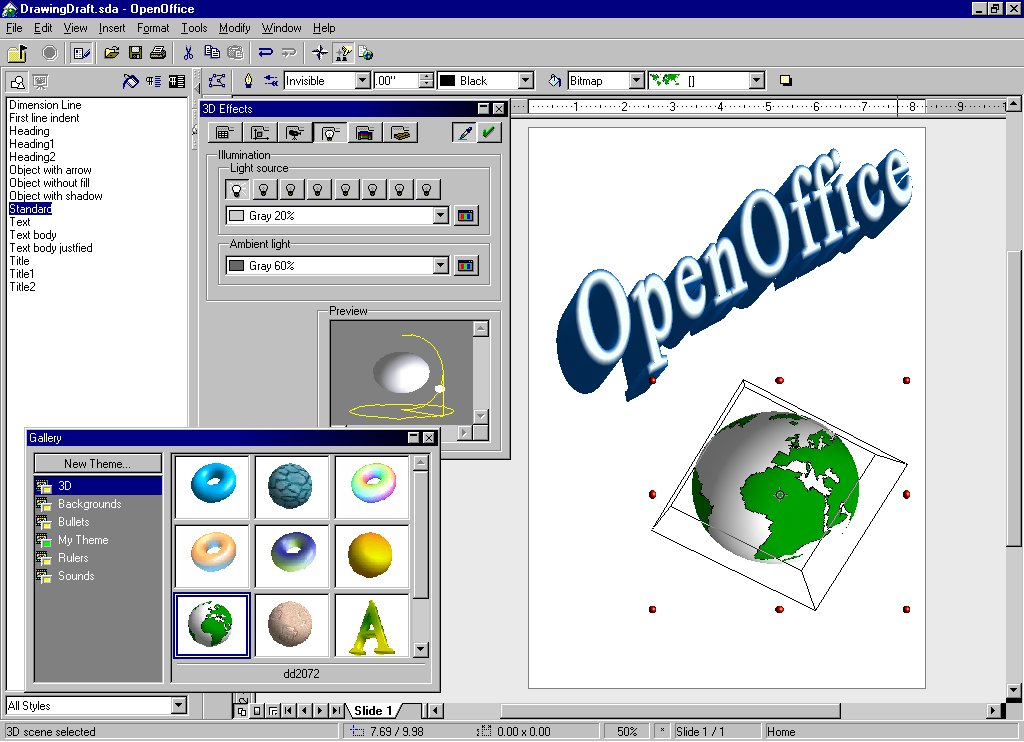 DrawingDraft.sda - OpenOffice
File Edit View Insert Format Tools Modify Window Help
Invisible .00" Black Bitmap []
Dimension Line
First line indent
Heading
Heading1
Heading2
Object with arrow
Object without fill
Object with shadow
Standard
Text
Text body
Text body justfied
Title
Title1
Title2
All Styles
3D Effects
Illumination
Light source
Gray 20%
Ambient light
Gray 60%
Preview
1 2 3 4 5 6 7 8 9
OpenOffice
Gallery
New Theme...
3D
Backgrounds
Bullets
My Theme
Rulers
Sounds
A
dd2072
Slide 1
3D scene selected 7.69 / 9.98 0.00 x 0.00 50% * Slide 1 / 1 Home